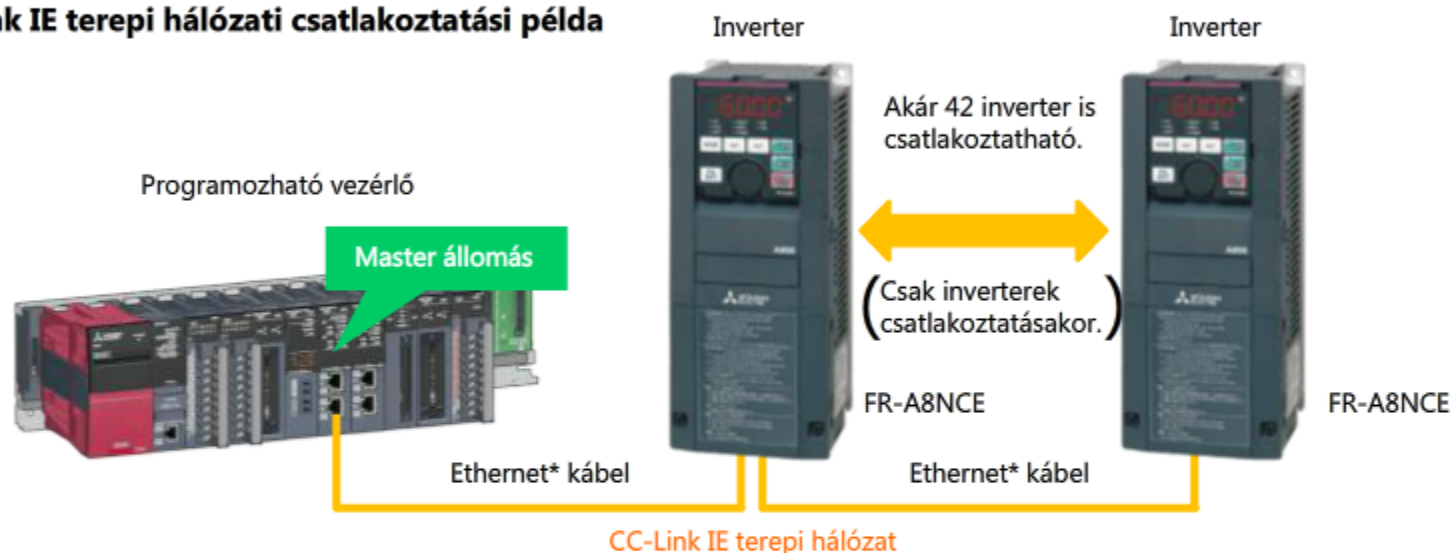 k IE terepi hálózati csatlakoztatási példa
Inverter
Inverter
Akár 42 inverter is
csatlakoztatható.
Programozható vezérlő
Master állomás
(Csak inverterek
csatlakoztatásakor.)
FR-A8NCE
FR-A8NCE
Ethernet* kábel
Ethernet* kábel
CC-Link IE terepi hálózat